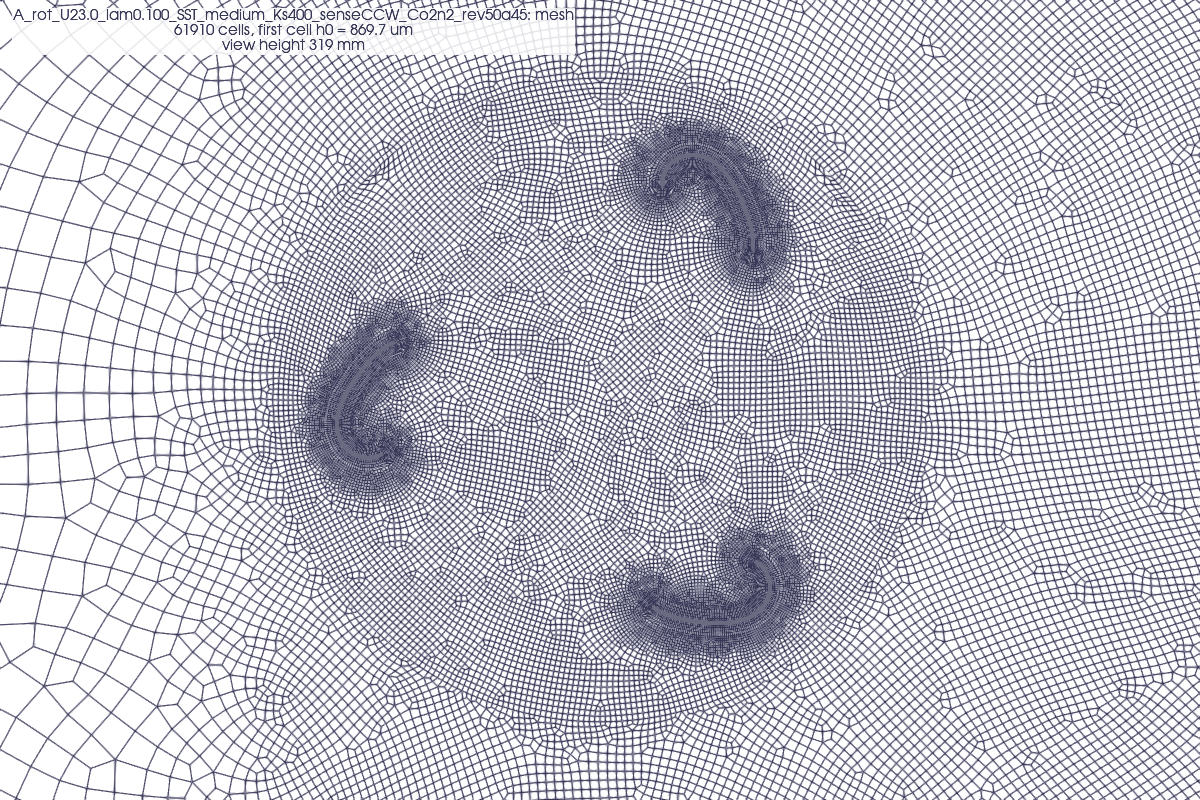 A_rot_U23.0_lam0.100_SST_medium_Ks400_senseCCW_Co2n2_rev50a45: mesh
61910 cells, first cell h0 = 869.7 um
view height 319 mm